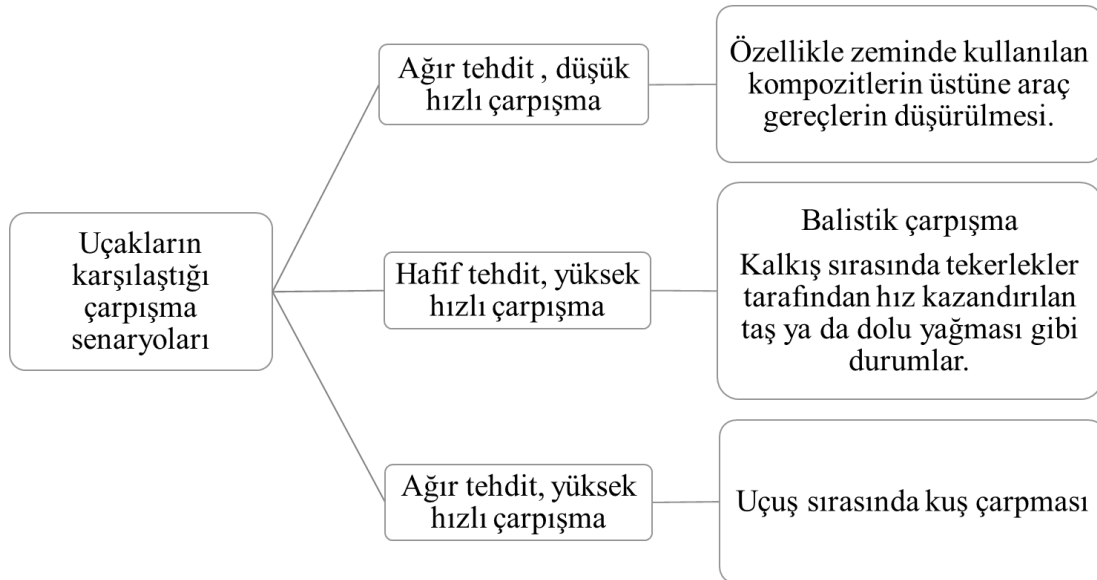 Uçakların
karşılaştığı
çarpışma
senaryoları
Ağır tehdit , düşük
hızlı çarpışma
Özellikle zeminde kullanılan
kompozitlerin üstüne araç
gereçlerin düşürülmesi.
Hafif tehdit, yüksek
hızlı çarpışma
Balistik çarpışma
Kalkış sırasında tekerlekler
tarafından hız kazandırılan
taş ya da dolu yağması gibi
durumlar.
Ağır tehdit, yüksek
hızlı çarpışma
Uçuş sırasında kuş çarpması